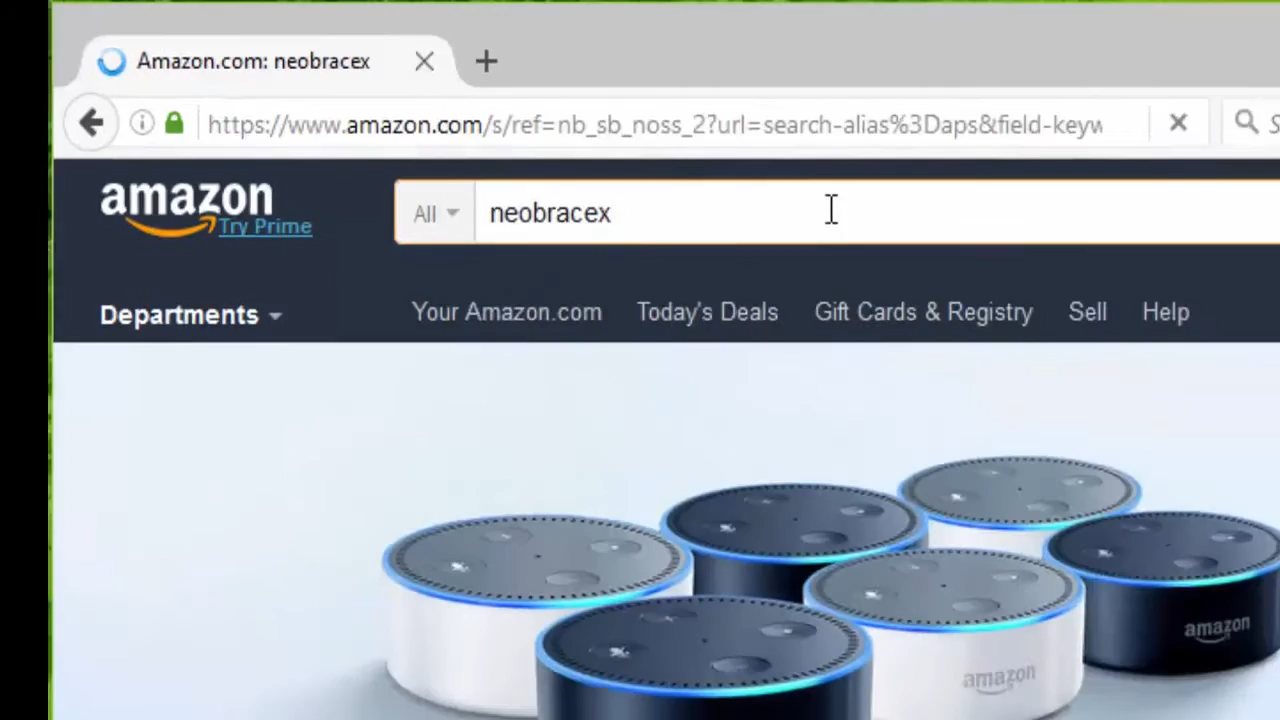 Amazon.com: neobracex
https://www.amazon.com/s/ref=nb_sb_noss_2?url=search-alias%3Daps&field-keyw
S
amazon
Try Prime
All
neobracex
Departments
Your Amazon.com
Today's Deals
Gift Cards & Registry
Sell
Help
amazon
amazon